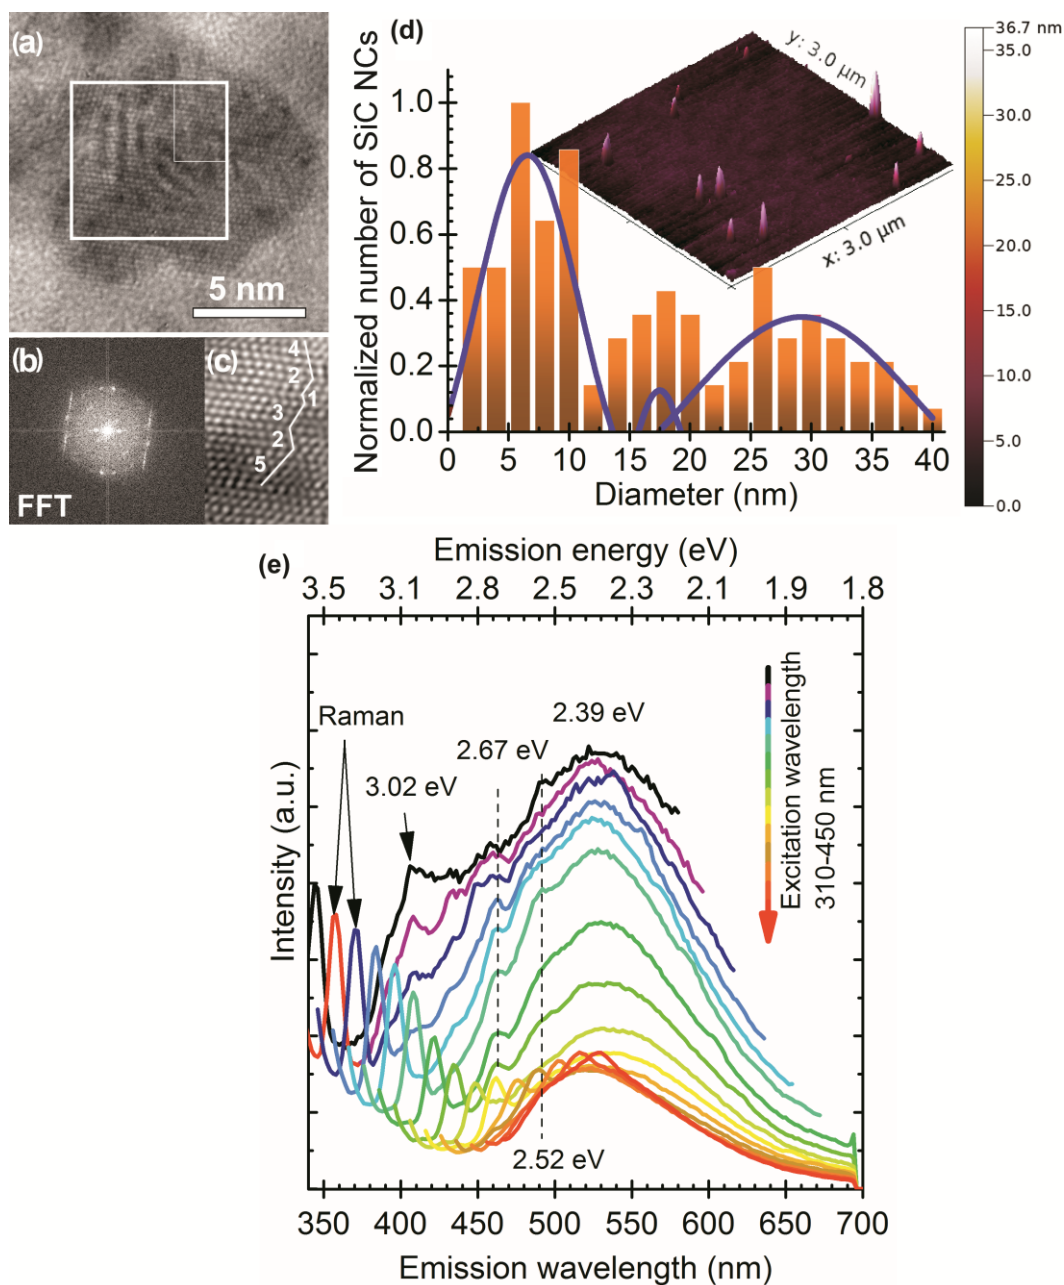 (a)
5 nm
(b)
FFT
(c)
4
2
1
3
2
5
(d)
Normalized number of SiC NCs
1.0
0.8
0.6
0.4
0.2
0.0
0 5 10 15 20 25 30 35 40
Diameter (nm)
y: 3.0 µm
x: 3.0 µm
36.7 nm
35.0
30.0
25.0
20.0
15.0
10.0
5.0
0.0
(e)
Emission energy (eV)
3.5 3.1 2.8 2.5 2.3 2.1 1.9 1.8
Raman
3.02 eV
2.67 eV
2.39 eV
2.52 eV
Excitation wavelength
310-450 nm
Intensity (a.u.)
350 400 450 500 550 600 650 700
Emission wavelength (nm)